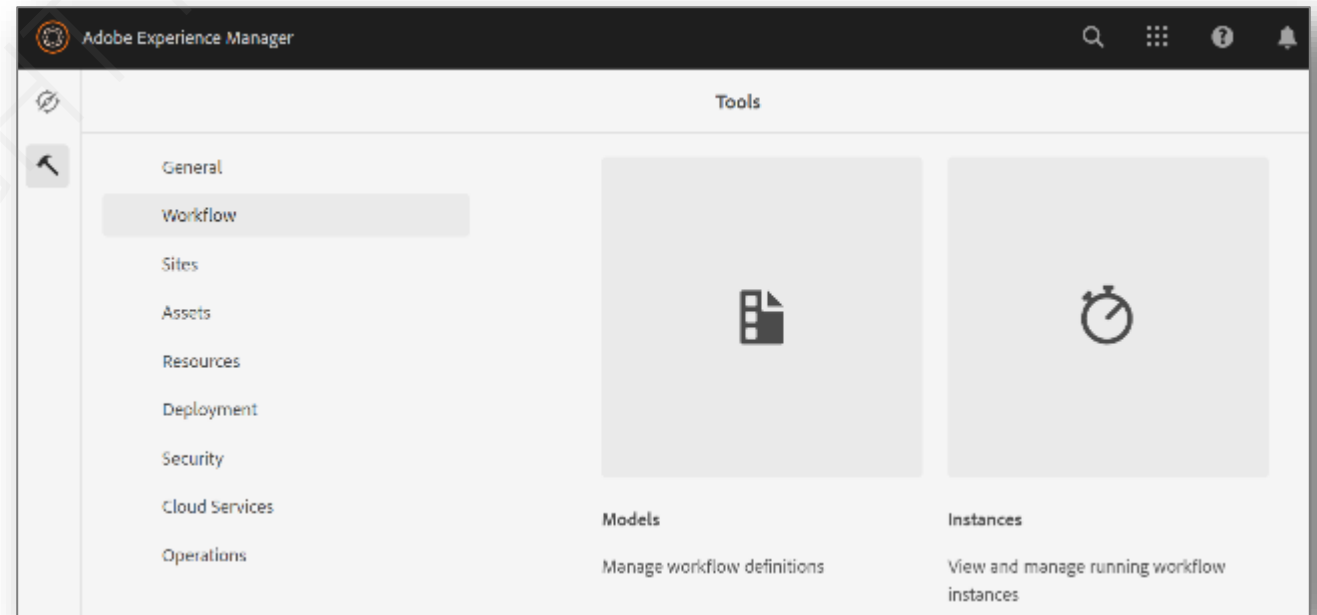 Adobe Experience Manager
Tools
General
Workflow
Sites
Assets
Resources
Deployment
Security
Cloud Services
Operations
Models
Manage workflow definitions
Instances
View and manage running workflow
instances